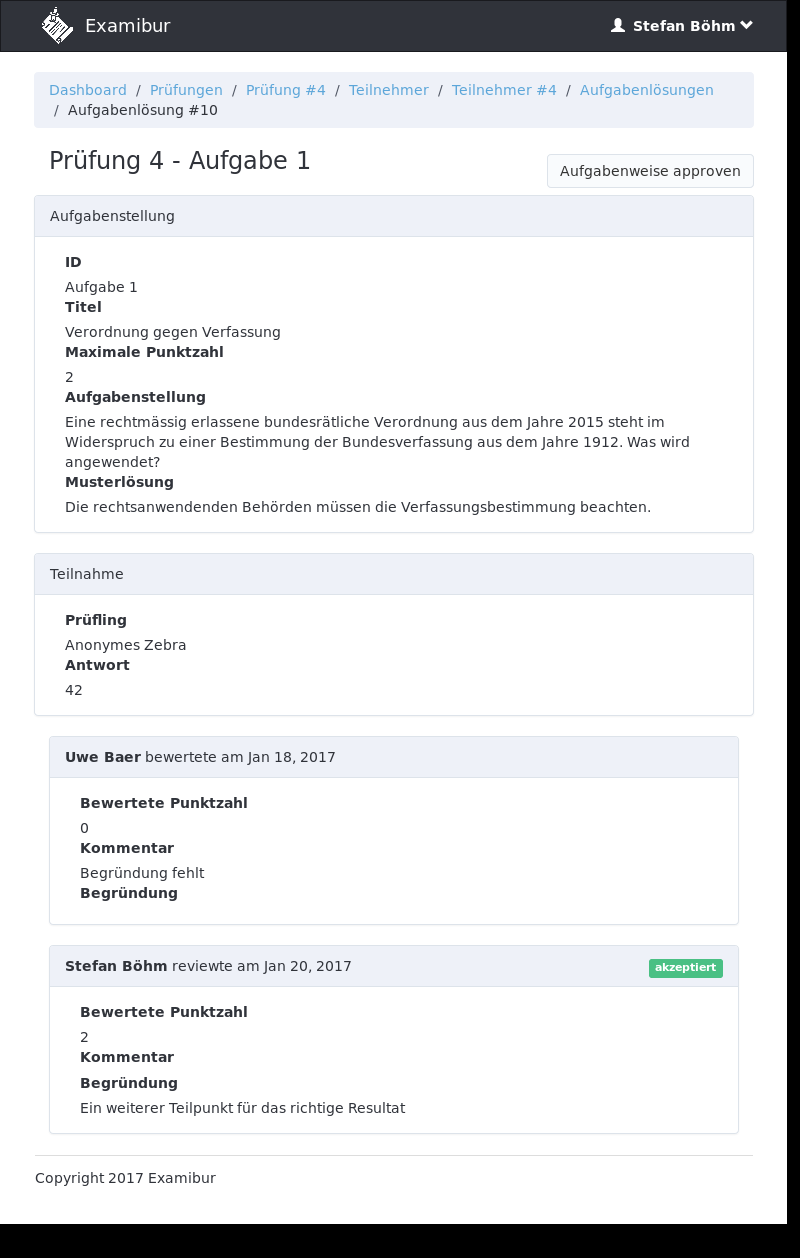 Examibur
Stefan Böhm
Dashboard / Prüfungen / Prüfung #4 / Teilnehmer / Teilnehmer #4 / Aufgabenlösungen
/ Aufgabenlösung #10
Prüfung 4 - Aufgabe 1
Aufgabenweise approven
Aufgabenstellung
ID
Aufgabe 1
Titel
Verordnung gegen Verfassung
Maximale Punktzahl
2
Aufgabenstellung
Eine rechtmässig erlassene bundesrätliche Verordnung aus dem Jahre 2015 steht im
Widerspruch zu einer Bestimmung der Bundesverfassung aus dem Jahre 1912. Was wird
angewendet?
Musterlösung
Die rechtsanwendenden Behörden müssen die Verfassungsbestimmung beachten.
Teilnahme
Prüfling
Anonymes Zebra
Antwort
42
Uwe Baer bewertete am Jan 18, 2017
Bewertete Punktzahl
0
Kommentar
Begründung fehlt
Begründung
Stefan Böhm reviewte am Jan 20, 2017
akzeptiert
Bewertete Punktzahl
2
Kommentar
Begründung
Ein weiterer Teilpunkt für das richtige Resultat
Copyright 2017 Examibur